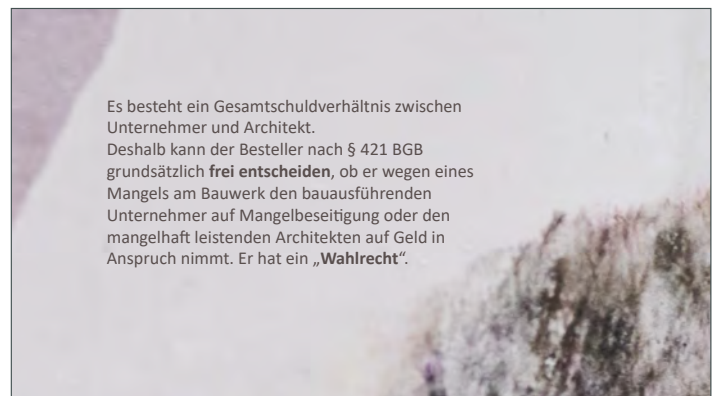 Es besteht ein Gesamtschuldverhältnis zwischen
Unternehmer und Architekt.
Deshalb kann der Besteller nach § 421 BGB
grundsätzlich frei entscheiden, ob er wegen eines
Mangels am Bauwerk den bauausführenden
Unternehmer auf Mangelbeseitigung oder den
mangelhaft leistenden Architekten auf Geld in
Anspruch nimmt. Er hat ein „Wahlrecht“.